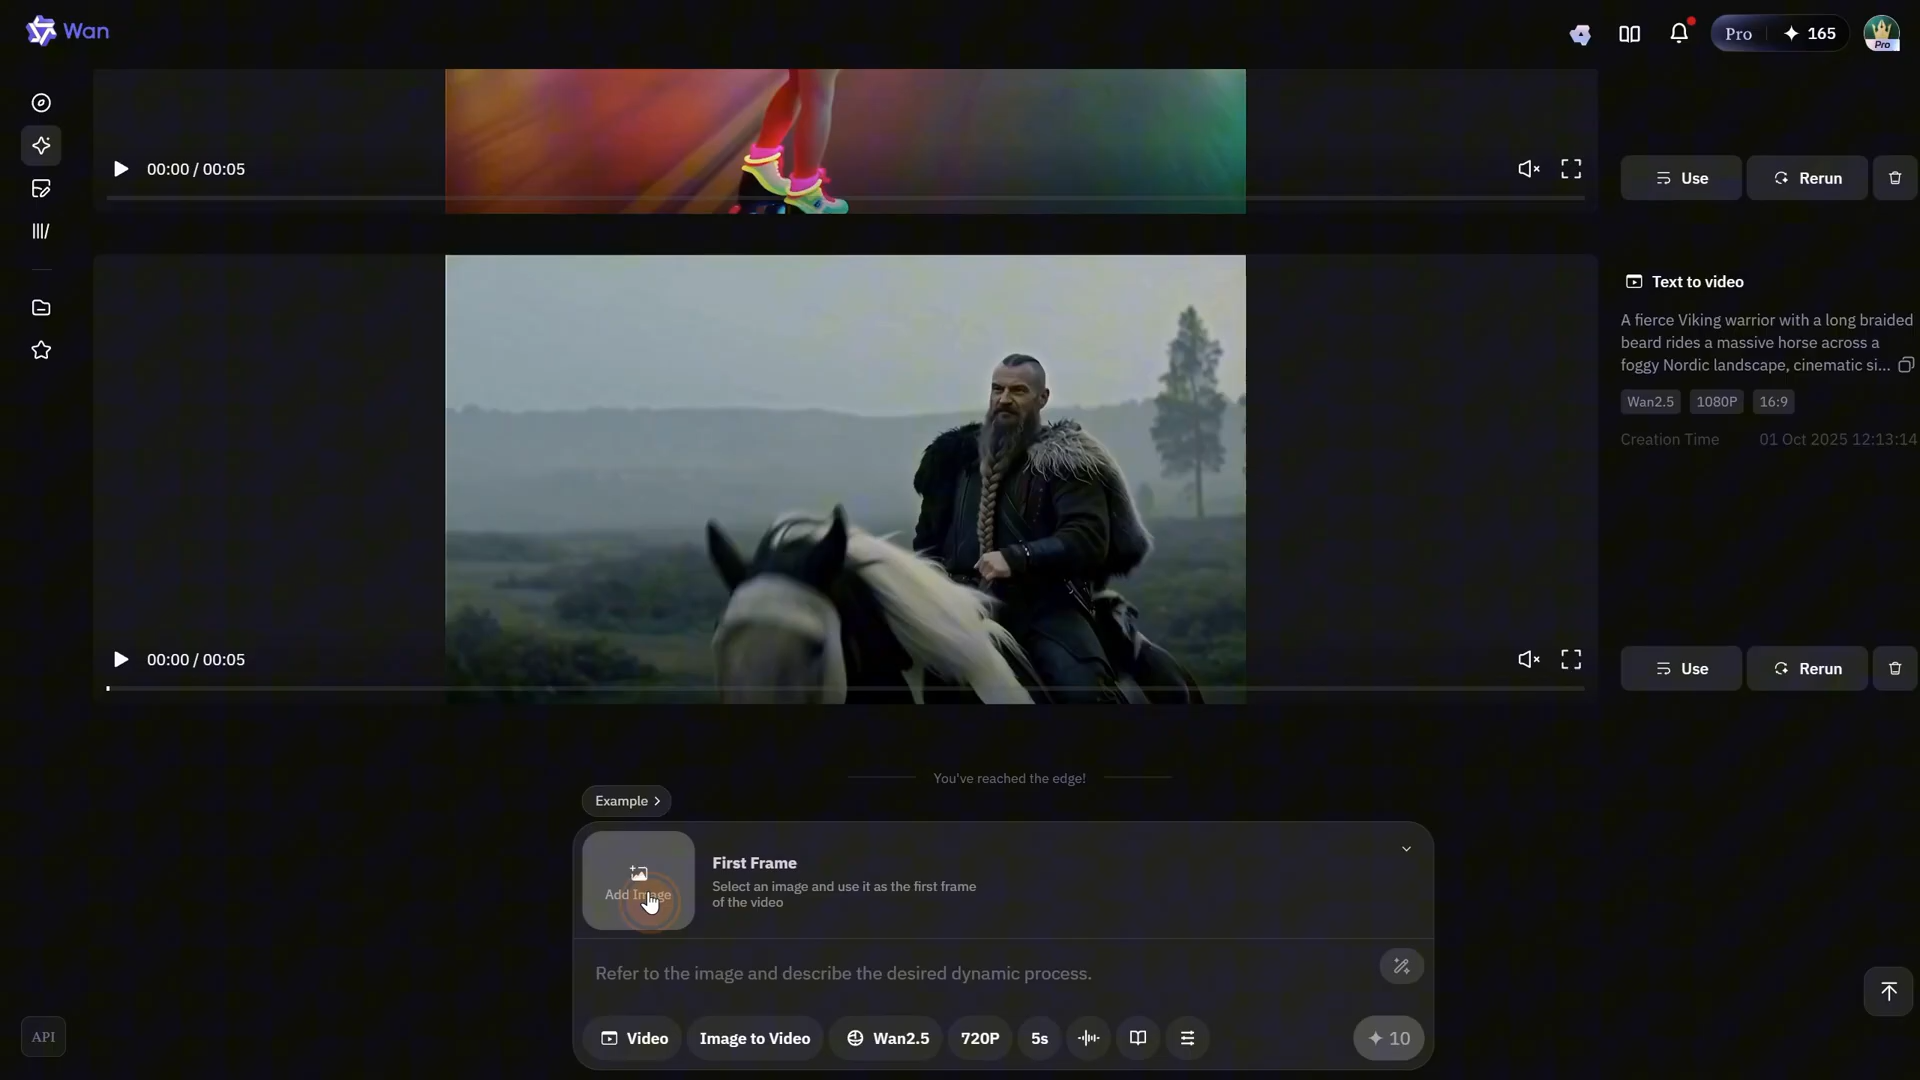 Wan
Pro
165
Pro
00:00 / 00:05
Use
Rerun
Text to video
A fierce Viking warrior with a long braided
beard rides a massive horse across a
foggy Nordic landscape, cinematic si...
Wan2.5
1080P
16:9
Creation Time
01 Oct 2025 12:13:14
00:00 / 00:05
Use
Rerun
You've reached the edge!
Example
First Frame
Add Image
Select an image and use it as the first frame
of the video
Refer to the image and describe the desired dynamic process.
API
Video
Image to Video
Wan2.5
720P
5s
10